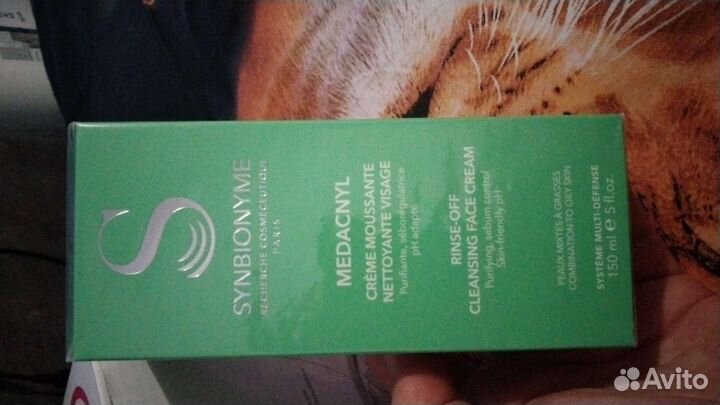 SYNBIONYME
RECHERCHE COSMÉCEUTIQUE
PARIS
MEDACNYL
CRÈME MOUSSANTE
NETTOYANTE VISAGE
Purifiante, séborégulatrice
pH adapté
RINSE-OFF
CLEANSING FACE CREAM
Purifying, sebum control
Skin-friendly pH
PEAUX MIXTES À GRASSES
COMBINATION TO OILY SKIN
SYSTÈME MULTI-DÉFENSE
150 ml e 5 fl.oz.
Avito